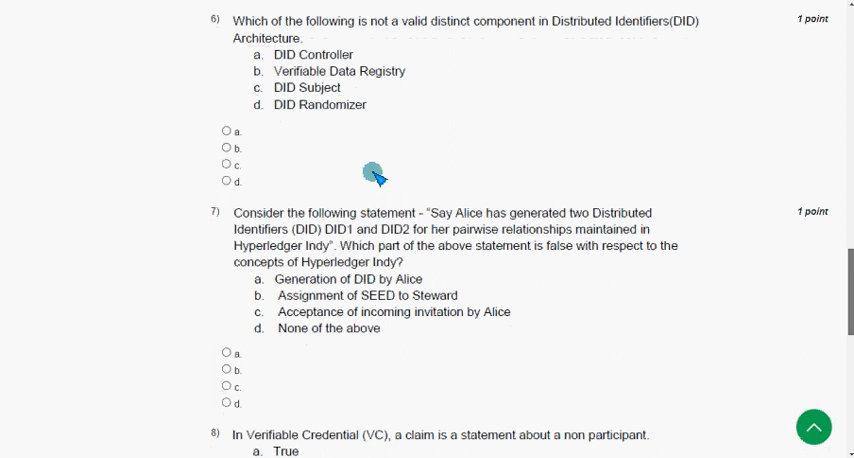 6) Which of the following is not a valid distinct component in Distributed Identifiers(DID) 1 point
Architecture.
a. DID Controller
b. Verifiable Data Registry
c. DID Subject
d. DID Randomizer
a.
b.
c.
d.
7) Consider the following statement - "Say Alice has generated two Distributed 1 point
Identifiers (DID) DID1 and DID2 for her pairwise relationships maintained in
Hyperledger Indy". Which part of the above statement is false with respect to the
concepts of Hyperledger Indy?
a. Generation of DID by Alice
b. Assignment of SEED to Steward
c. Acceptance of incoming invitation by Alice
d. None of the above
a.
b.
c.
d.
8) In Verifiable Credential (VC), a claim is a statement about a non participant.
a. True